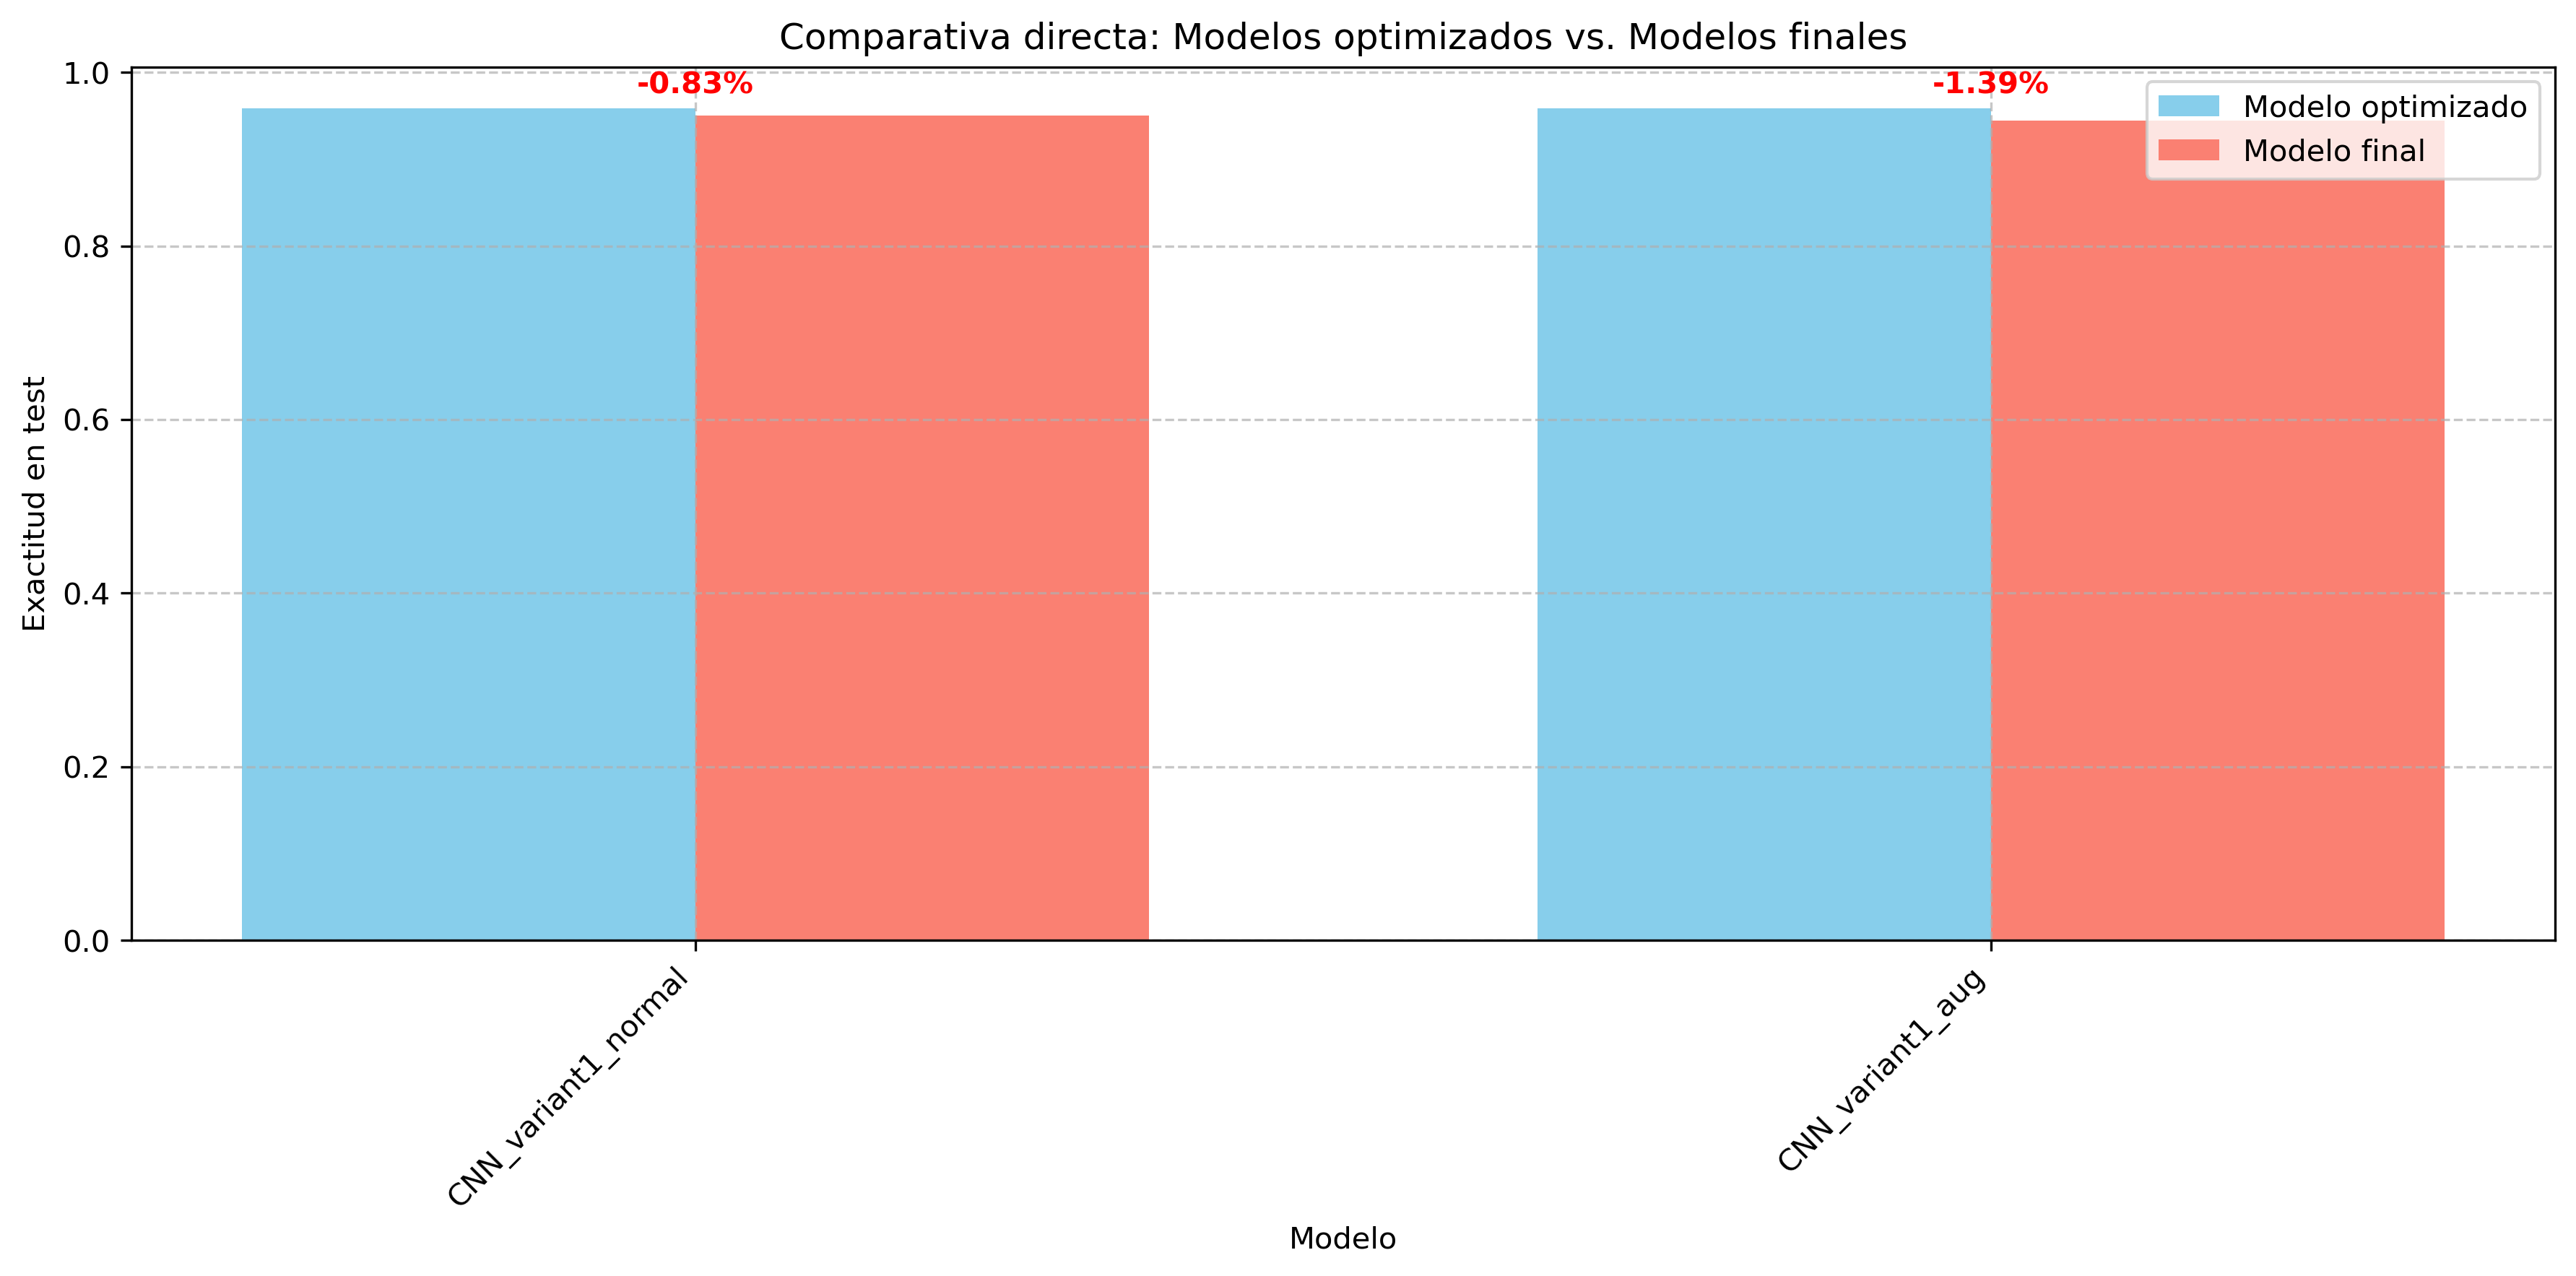 Comparativa directa: Modelos optimizados vs. Modelos finales
-0.83%
-1.39%
Modelo optimizado
Modelo final
1.0
0.8
0.6
0.4
0.2
0.0
Exactitud en test
CNN_variant1_normal
CNN_variant1_aug
Modelo